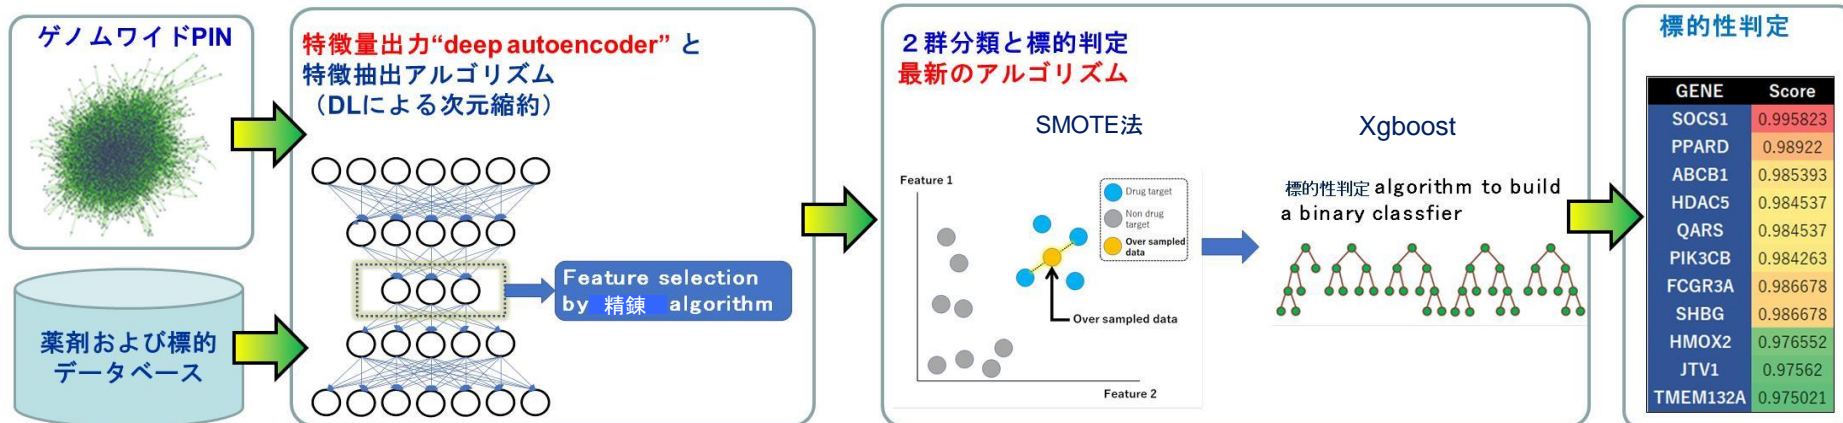 ゲノムワイドPIN
薬剤および標的
データベース
特徴量出力“deep autoencoder” と
特徴抽出アルゴリズム
（DLによる次元縮約）
Feature selection
by 精錬 algorithm
２群分類と標的判定
最新のアルゴリズム
SMOTE法
Feature 1
Drug target
Non drug
target
Over sampled
data
Over sampled data
Feature 2
Xgboost
標的性判定 algorithm to build
a binary classfier
標的性判定
GENE Score
SOCS1 0.995823
PPARD 0.98922
ABCB1 0.985393
HDAC5 0.984537
QARS 0.984537
PIK3CB 0.984263
FCGR3A 0.986678
SHBG 0.986678
HMOX2 0.976552
JTV1 0.97562
TMEM132A 0.975021